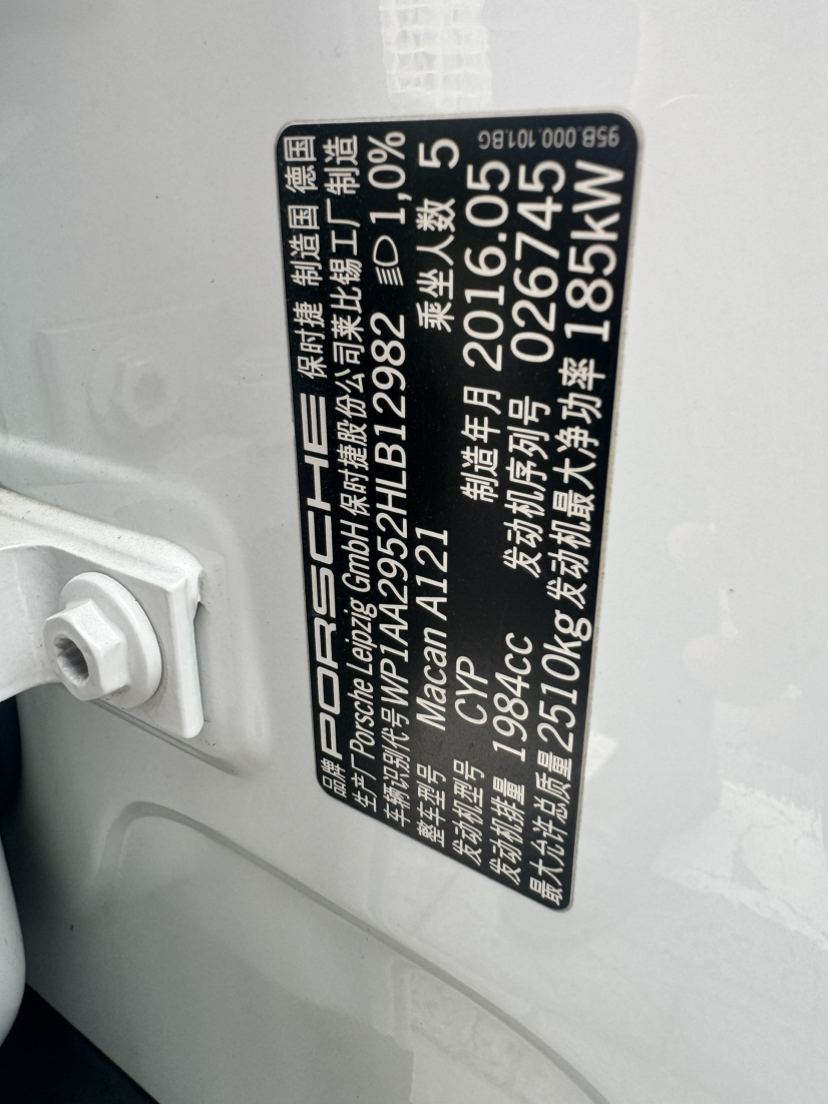 品牌 PORSCHE 保时捷 制造国 德国
生产厂 Porsche Leipzig GmbH 保时捷股份公司莱比锡工厂制造
车辆识别代号 WP1AA2952HLB12982 1,0%
整车型号 Macan A121 乘坐人数 5
发动机型号 CYP 制造年月 2016.05
发动机排量 1984cc 发动机序列号 026745
最大允许总质量 2510kg 发动机最大净功率 185kW
95B.000.101.BG